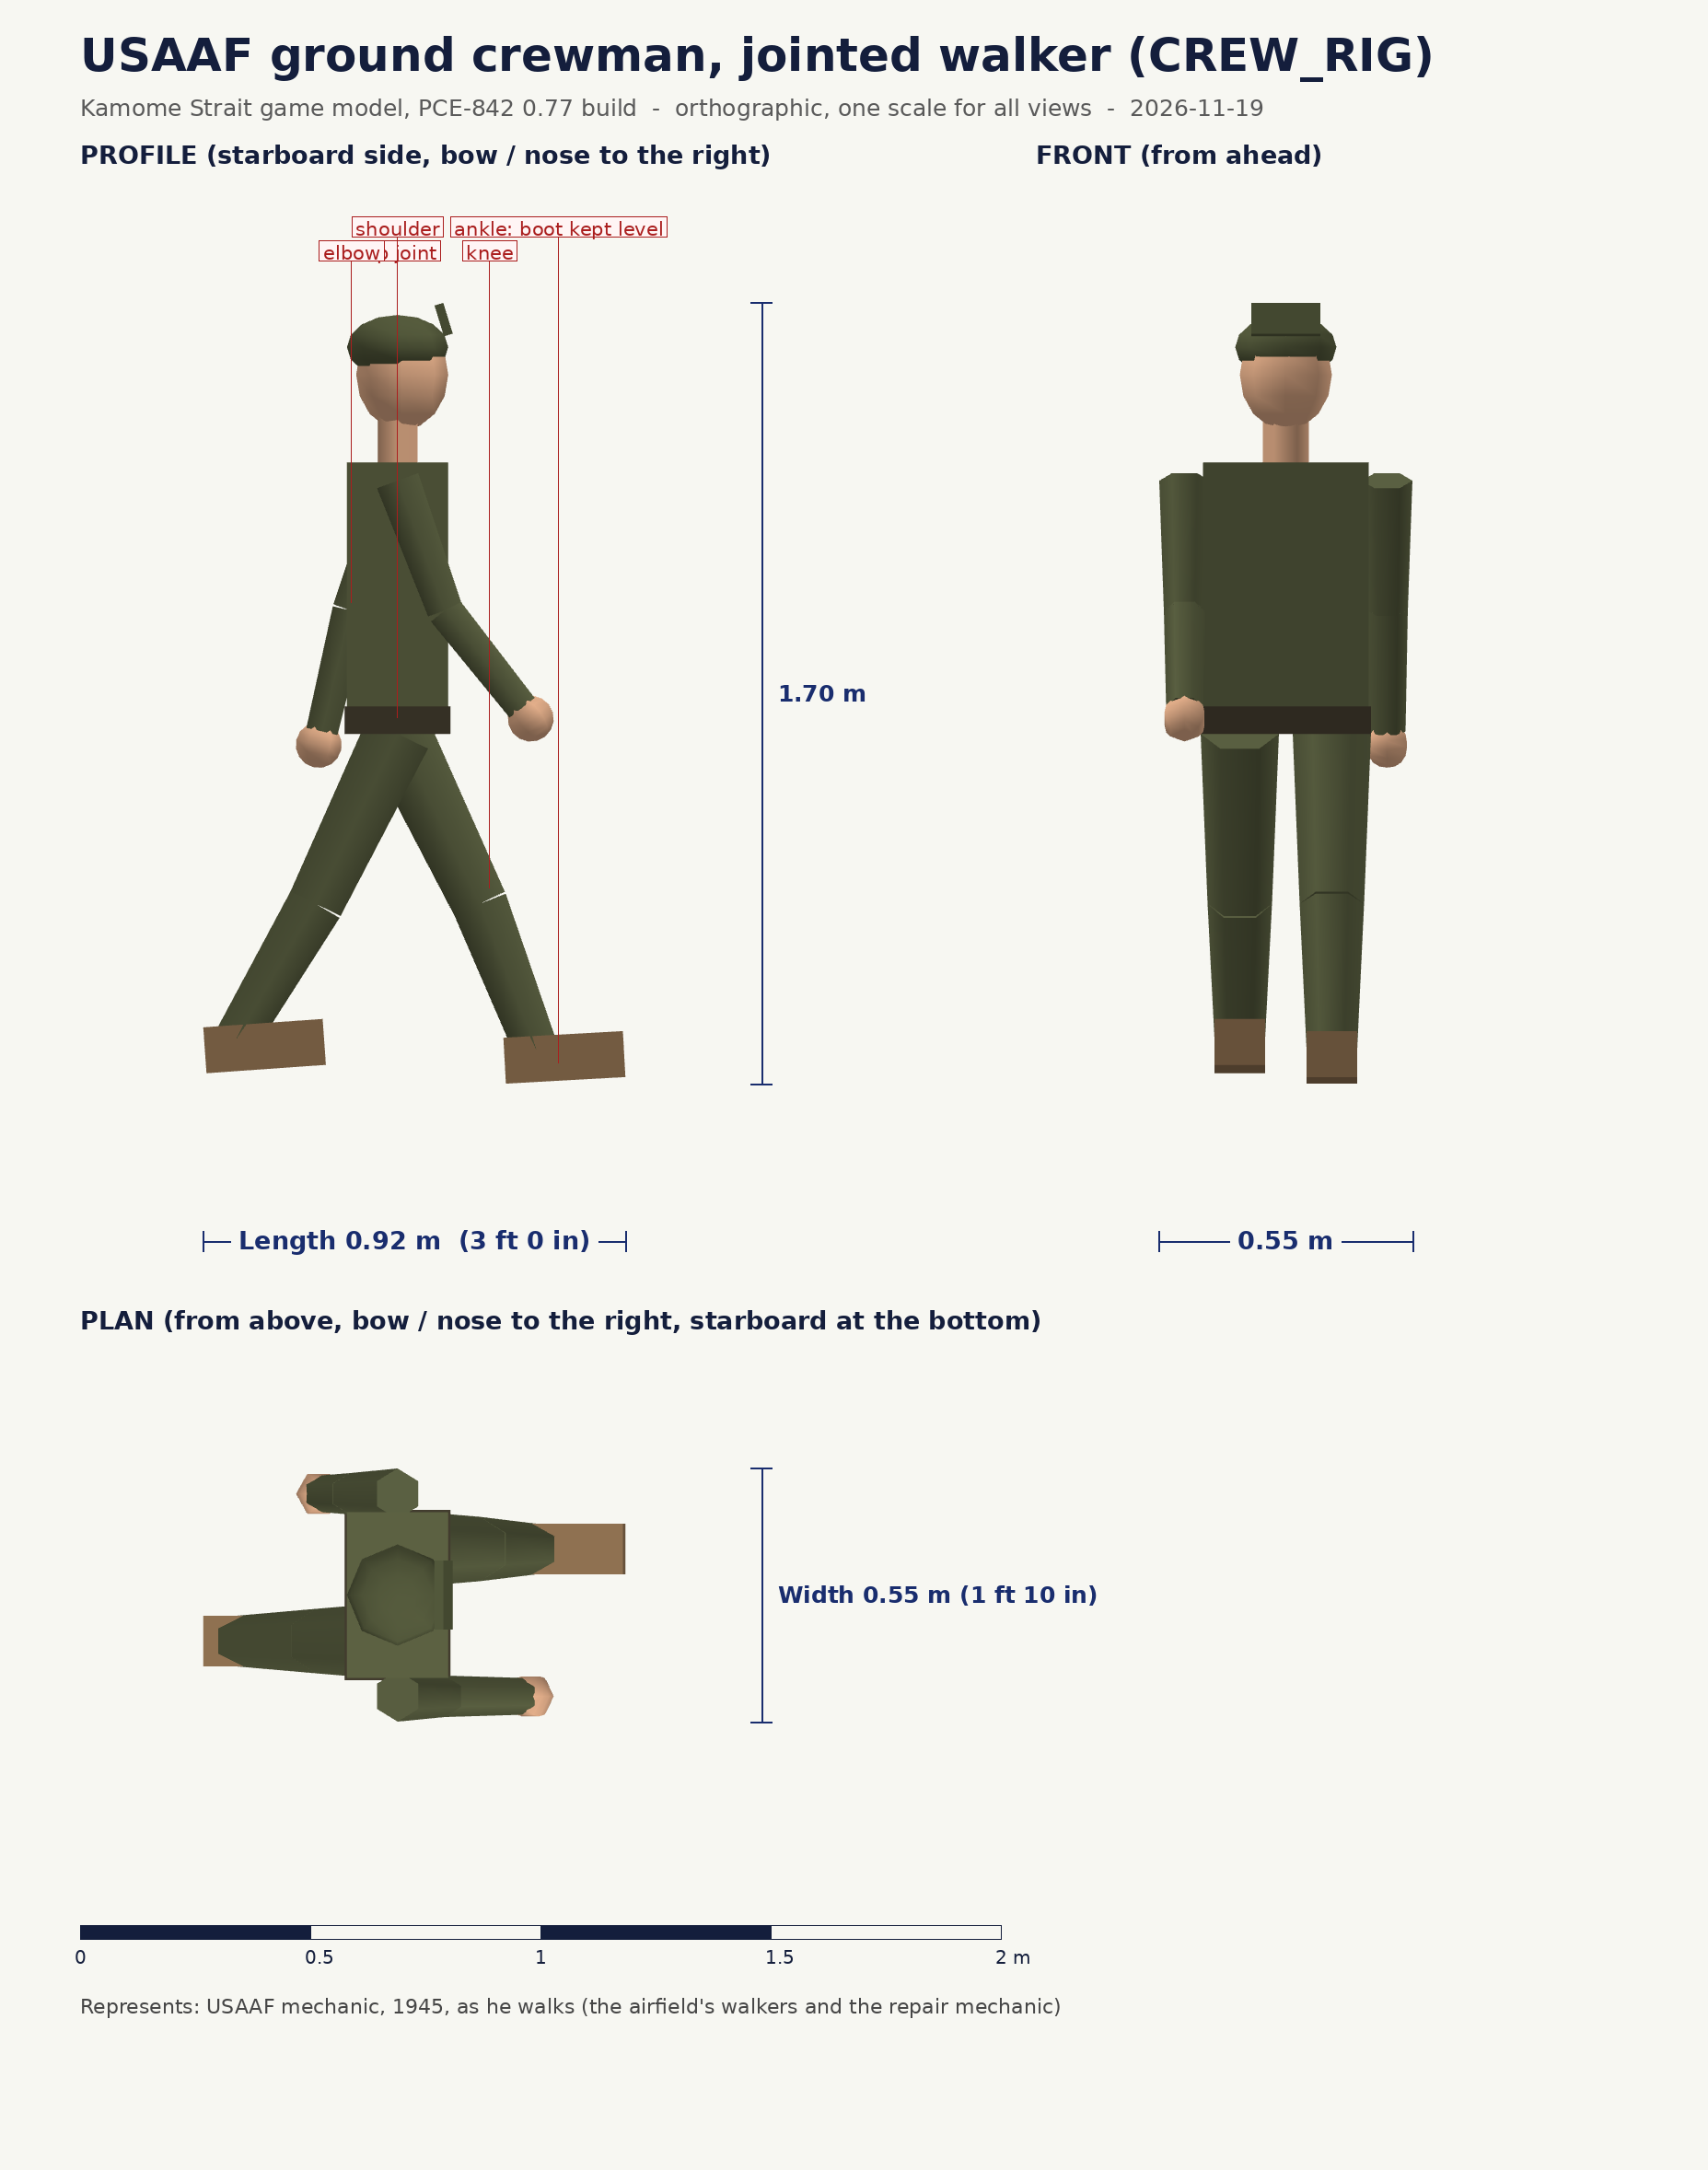 USAAF ground crewman, jointed walker (CREW_RIG)
Kamome Strait game model, PCE-842 0.77 build - orthographic, one scale for all views - 2026-11-19
PROFILE (starboard side, bow / nose to the right)
FRONT (from ahead)
shoulder
ankle: boot kept level
elbow
joint
knee
1.70 m
Length 0.92 m (3 ft 0 in)
0.55 m
PLAN (from above, bow / nose to the right, starboard at the bottom)
Width 0.55 m (1 ft 10 in)
0 0.5 1 1.5 2 m
Represents: USAAF mechanic, 1945, as he walks (the airfield's walkers and the repair mechanic)